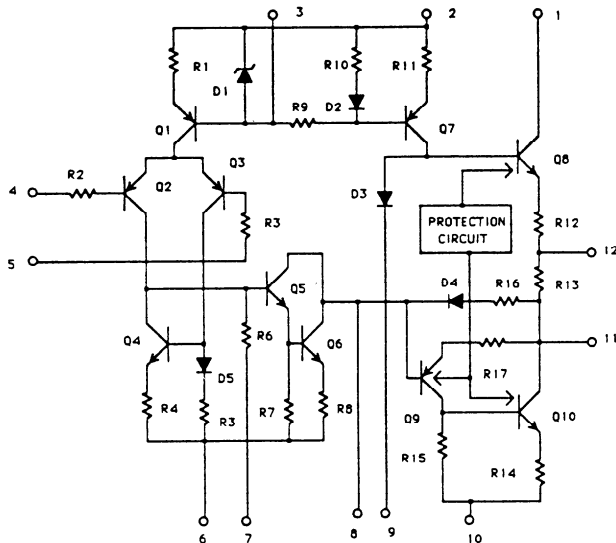 3 2 1
R1 R10 R11
D1 D2
R9
Q1 Q7
Q3 Q8
R2 Q2
4
D3 PROTECTION
CIRCUIT
R12
R3
12
5
D4 R16 R13
Q5
11
R6 Q6
Q4 R17
D5
R4 R3 R7 R8 Q9 Q10
R15
R14
6 7 8 9 10